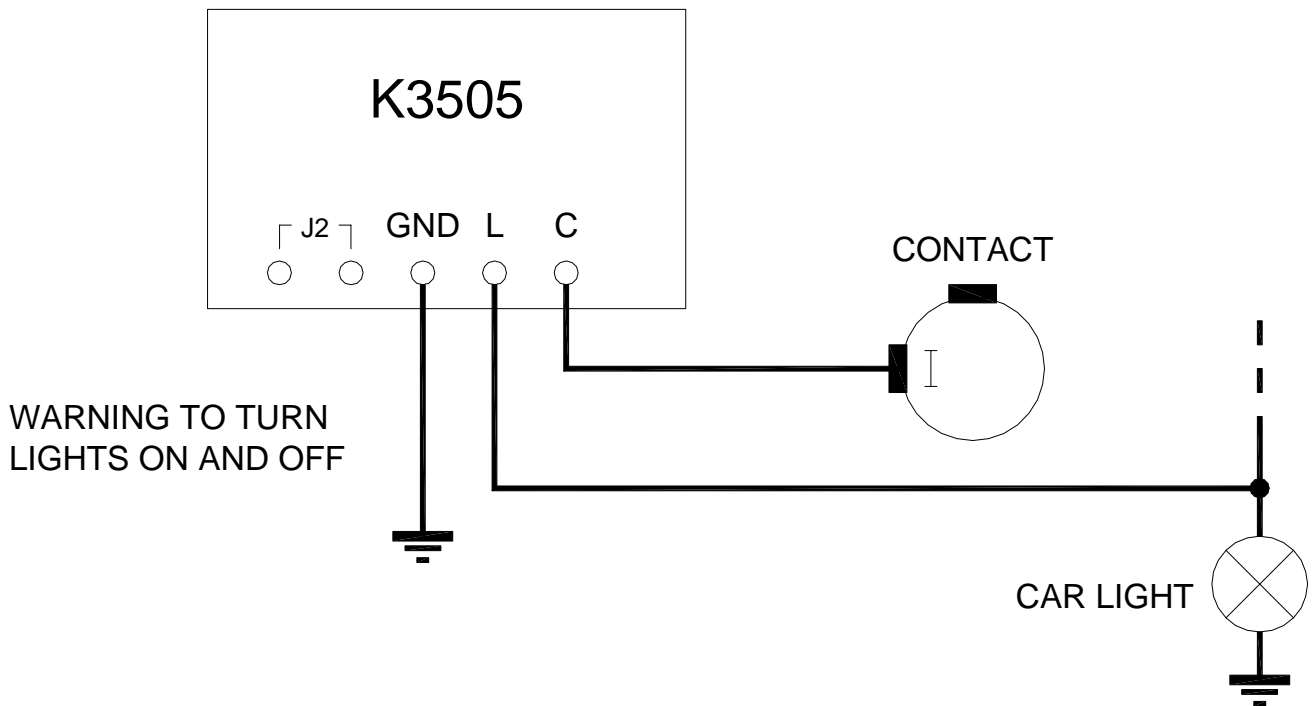 K3505
J2 GND L C
CONTACT
I
WARNING TO TURN
LIGHTS ON AND OFF
CAR LIGHT